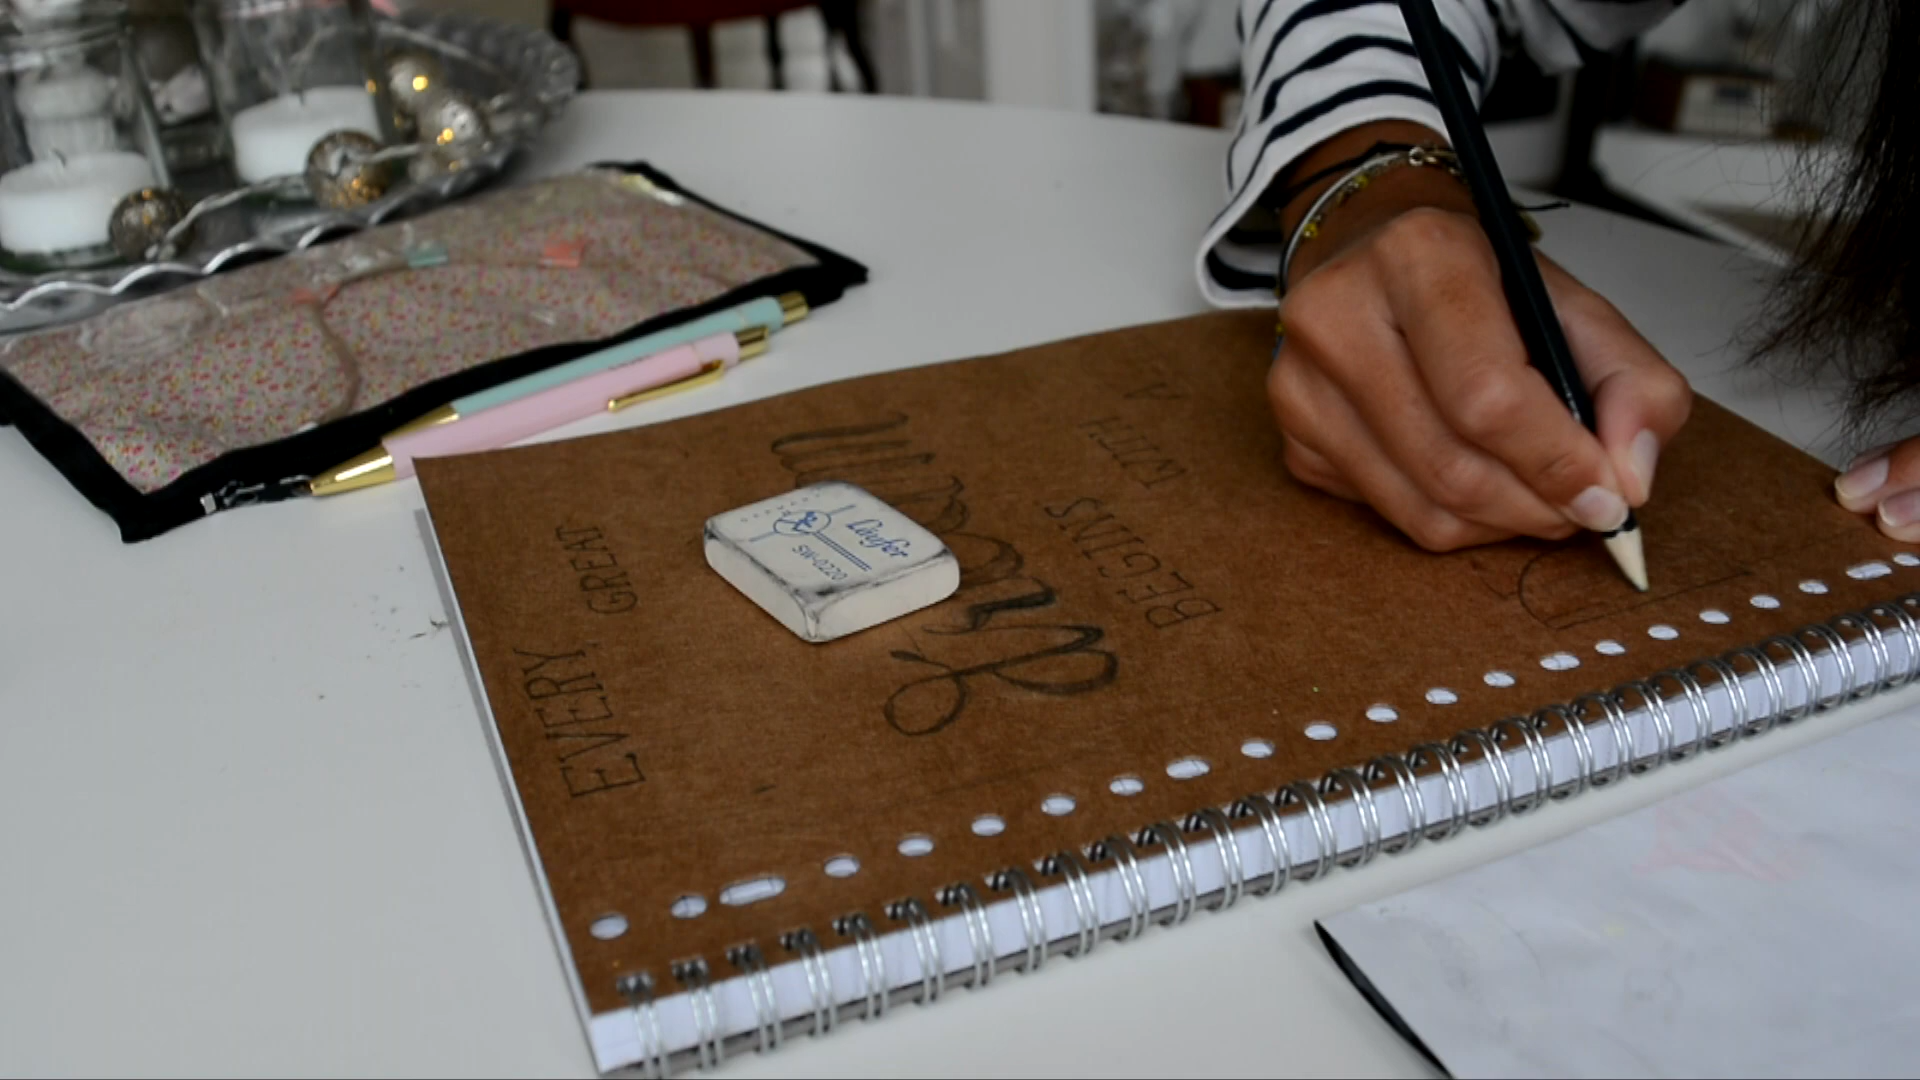 EVERY GREAT
Dream
BEGINS WITH A
Läufer
SW-0220